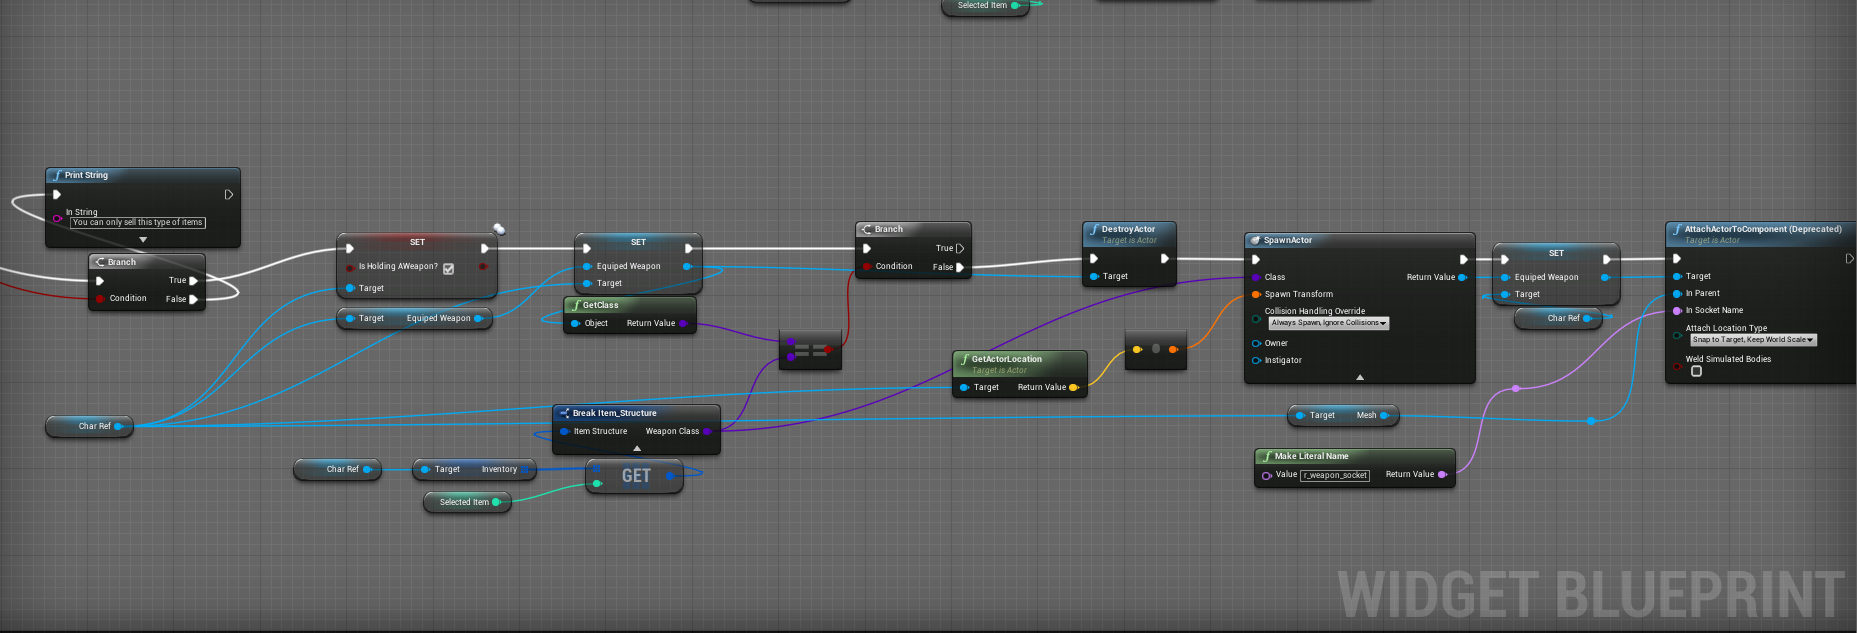 Selected Item
Print String
In String
You can only sell this type of items
Branch
True
Condition
False
SET
Is Holding AWeapon?
Target
Target
Equiped Weapon
SET
Equiped Weapon
Target
GetClass
Object
Return Value
==
Branch
True
Condition
False
DestroyActor
Target is Actor
Target
SpawnActor
Class
Return Value
Spawn Transform
Collision Handling Override
Always Spawn, Ignore Collisions
Owner
Instigator
SET
Equiped Weapon
Target
Char Ref
AttachActorToComponent (Deprecated)
Target is Actor
Target
In Parent
In Socket Name
Attach Location Type
Snap to Target, Keep World Scale
Weld Simulated Bodies
GetActorLocation
Target is Actor
Target
Return Value
Char Ref
Break Item_Structure
Item Structure
Weapon Class
Target
Mesh
Char Ref
Target
Inventory
GET
Selected Item
Make Literal Name
Value
r_weapon_socket
Return Value
WIDGET BLUEPRINT